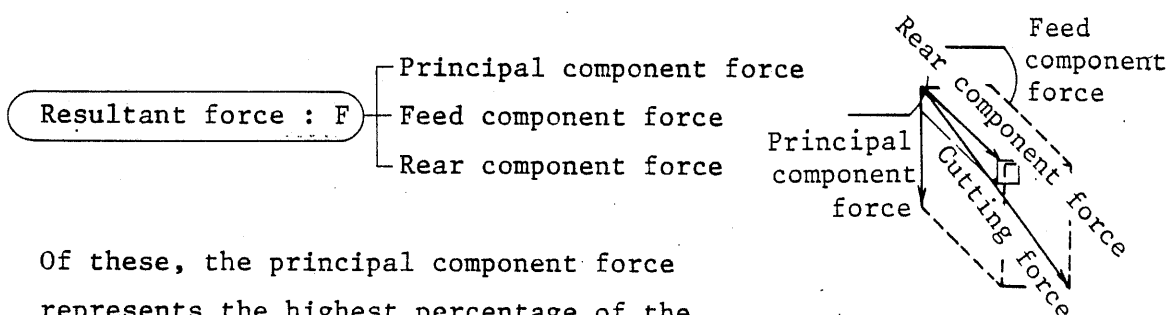 Resultant force : F
Principal component force
Feed component force
Rear component force
Feed
component
force
Rear component force
Principal
component
force
Cutting force
Of these, the principal component force
represents the highest percentage of the